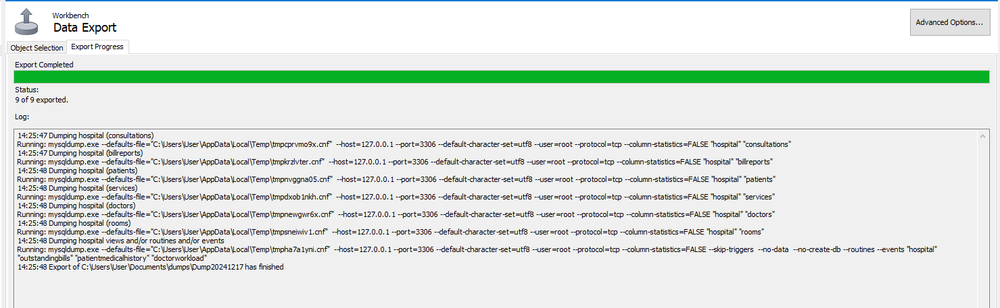 Workbench
Data Export
Advanced Options...
Object Selection
Export Progress
Export Completed
Status:
9 of 9 exported.
Log:
14:25:47 Dumping hospital (consultations)
Running: mysqldump.exe --defaults-file="C:\Users\User\AppData\Local\Temp\tmpcprvmo9x.cnf"  --host=127.0.0.1 --port=3306 --default-character-set=utf8 --user=root --protocol=tcp --column-statistics=FALSE "hospital" "consultations"
14:25:47 Dumping hospital (billreports)
Running: mysqldump.exe --defaults-file="C:\Users\User\AppData\Local\Temp\tmpkrzlvter.cnf"  --host=127.0.0.1 --port=3306 --default-character-set=utf8 --user=root --protocol=tcp --column-statistics=FALSE "hospital" "billreports"
14:25:48 Dumping hospital (patients)
Running: mysqldump.exe --defaults-file="C:\Users\User\AppData\Local\Temp\tmpnvggna05.cnf"  --host=127.0.0.1 --port=3306 --default-character-set=utf8 --user=root --protocol=tcp --column-statistics=FALSE "hospital" "patients"
14:25:48 Dumping hospital (services)
Running: mysqldump.exe --defaults-file="C:\Users\User\AppData\Local\Temp\tmpdxob1nkh.cnf"  --host=127.0.0.1 --port=3306 --default-character-set=utf8 --user=root --protocol=tcp --column-statistics=FALSE "hospital" "services"
14:25:48 Dumping hospital (doctors)
Running: mysqldump.exe --defaults-file="C:\Users\User\AppData\Local\Temp\tmpnewgwr6x.cnf"  --host=127.0.0.1 --port=3306 --default-character-set=utf8 --user=root --protocol=tcp --column-statistics=FALSE "hospital" "doctors"
14:25:48 Dumping hospital (rooms)
Running: mysqldump.exe --defaults-file="C:\Users\User\AppData\Local\Temp\tmpsneiwiv1.cnf"  --host=127.0.0.1 --port=3306 --default-character-set=utf8 --user=root --protocol=tcp --column-statistics=FALSE "hospital" "rooms"
14:25:48 Dumping hospital views and/or routines and/or events
Running: mysqldump.exe --defaults-file="C:\Users\User\AppData\Local\Temp\tmpha7a1yni.cnf"  --host=127.0.0.1 --port=3306 --default-character-set=utf8 --user=root --protocol=tcp --column-statistics=FALSE --skip-triggers  --no-data  --no-create-db --routines --events "hospital"
"outstandingbills" "patientmedicalhistory" "doctorworkload"
14:25:48 Export of C:\Users\User\Documents\dumps\Dump20241217 has finished